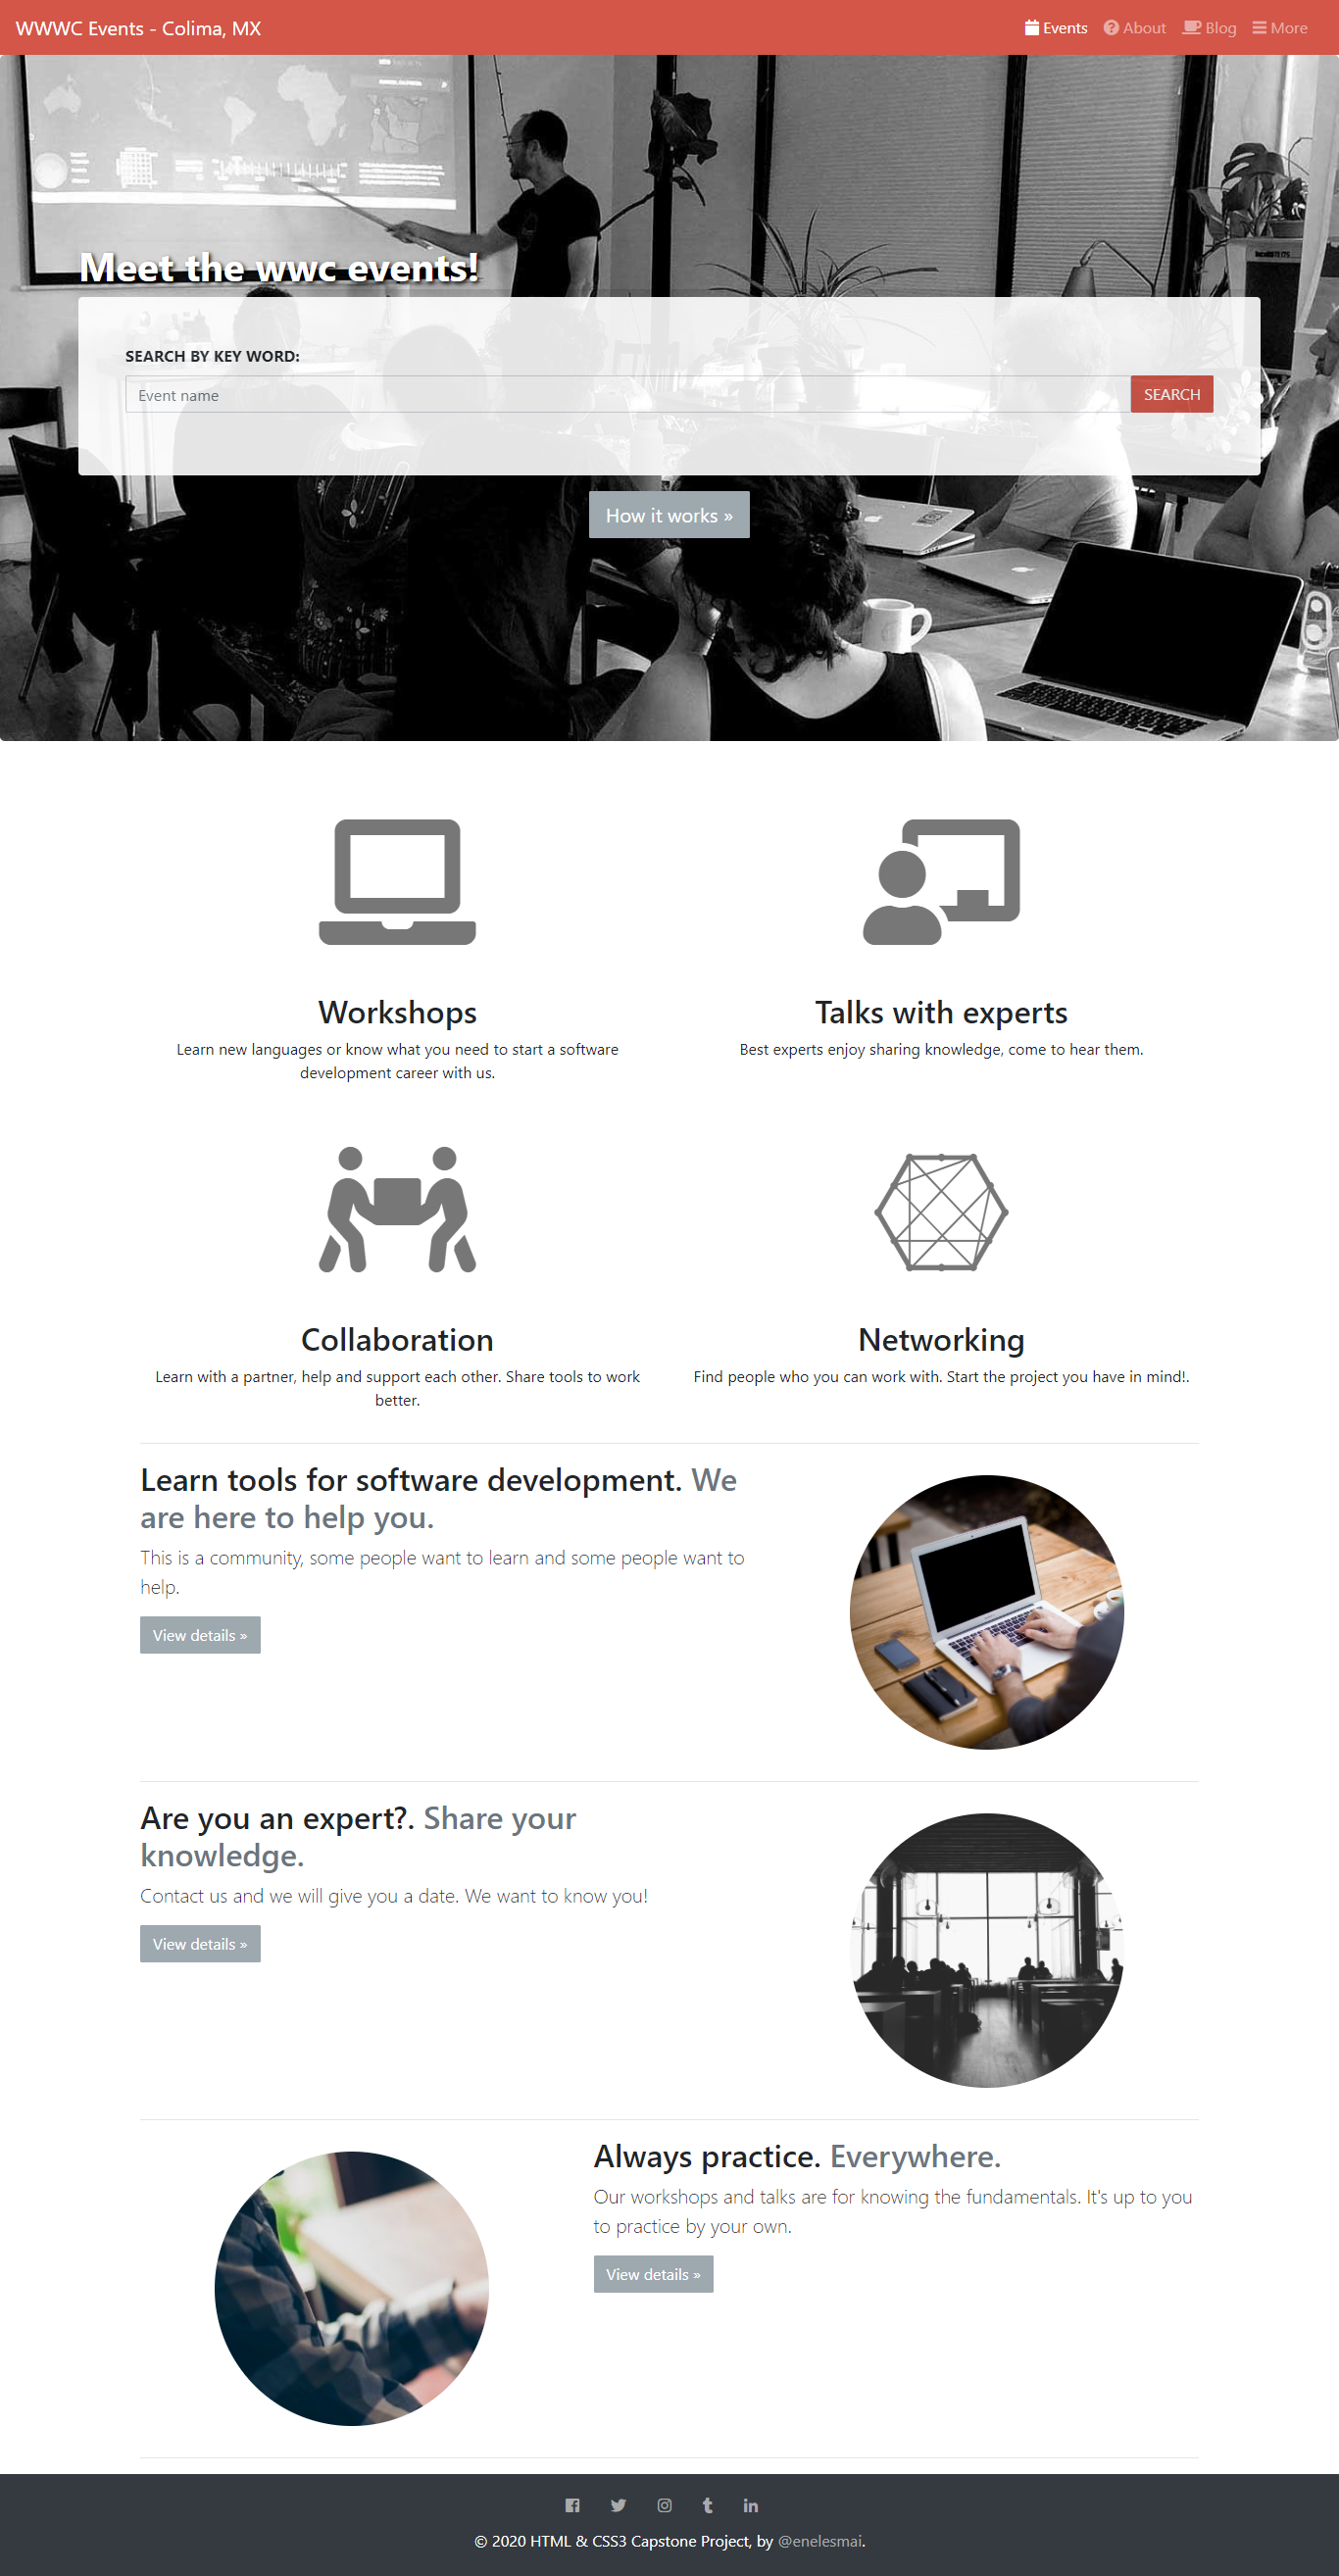 WWWC Events - Colima, MX
Events About Blog More
Meet the wwc events!
SEARCH BY KEY WORD:
Event name
SEARCH
How it works »
Workshops
Learn new languages or know what you need to start a software
development career with us.
Talks with experts
Best experts enjoy sharing knowledge, come to hear them.
Collaboration
Learn with a partner, help and support each other. Share tools to work
better.
Networking
Find people who you can work with. Start the project you have in mind!.
Learn tools for software development. We
are here to help you.
This is a community, some people want to learn and some people want to
help.
View details »
Are you an expert?. Share your
knowledge.
Contact us and we will give you a date. We want to know you!
View details »
Always practice. Everywhere.
Our workshops and talks are for knowing the fundamentals. It's up to you
to practice by your own.
View details »
© 2020 HTML & CSS3 Capstone Project, by @enelesmai.